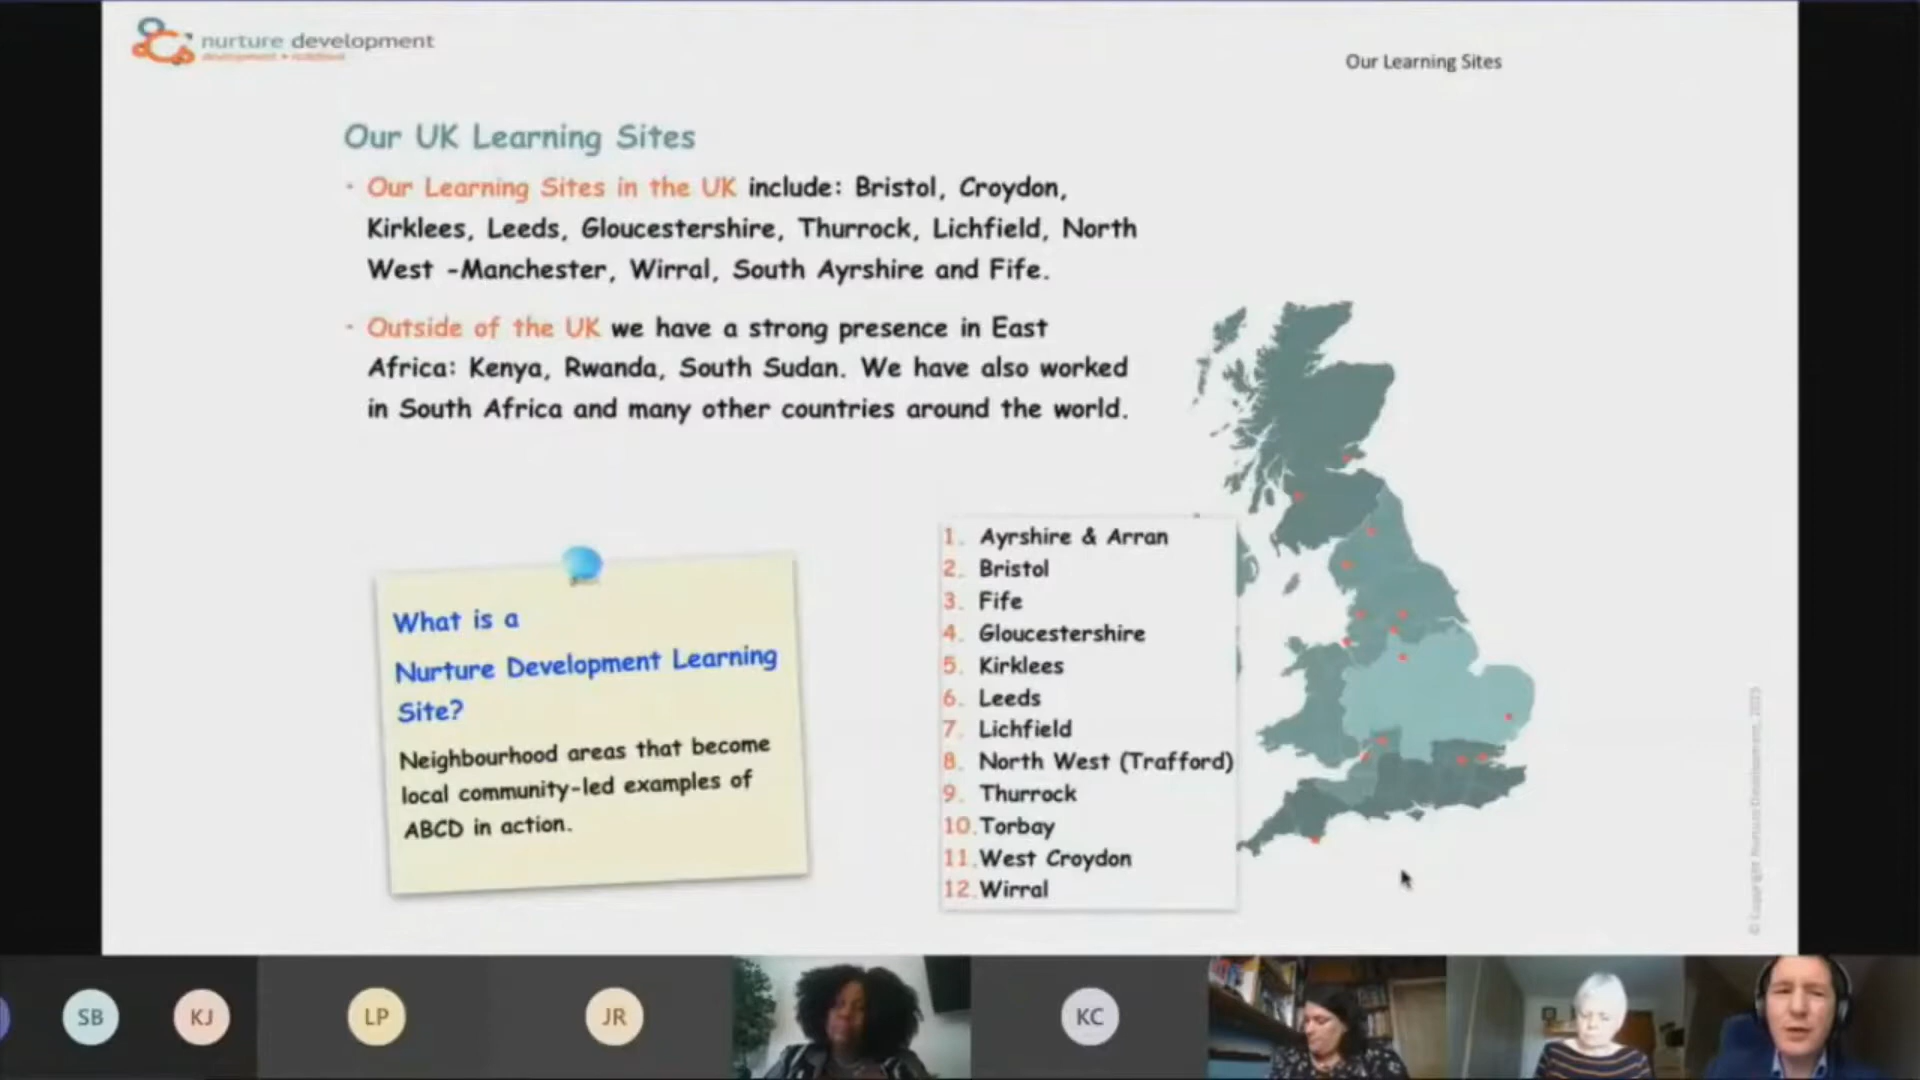 nurture development
Our Learning Sites
Our UK Learning Sites
· Our Learning Sites in the UK include: Bristol, Croydon,
Kirklees, Leeds, Gloucestershire, Thurrock, Lichfield, North
West -Manchester, Wirral, South Ayrshire and Fife.
· Outside of the UK we have a strong presence in East
Africa: Kenya, Rwanda, South Sudan. We have also worked
in South Africa and many other countries around the world.
What is a
Nurture Development Learning
Site?
Neighbourhood areas that become
local community-led examples of
ABCD in action.
1. Ayrshire & Arran
2. Bristol
3. Fife
4. Gloucestershire
5. Kirklees
6. Leeds
7. Lichfield
8. North West (Trafford)
9. Thurrock
10. Torbay
11. West Croydon
12. Wirral
SB
KJ
LP
JR
KC